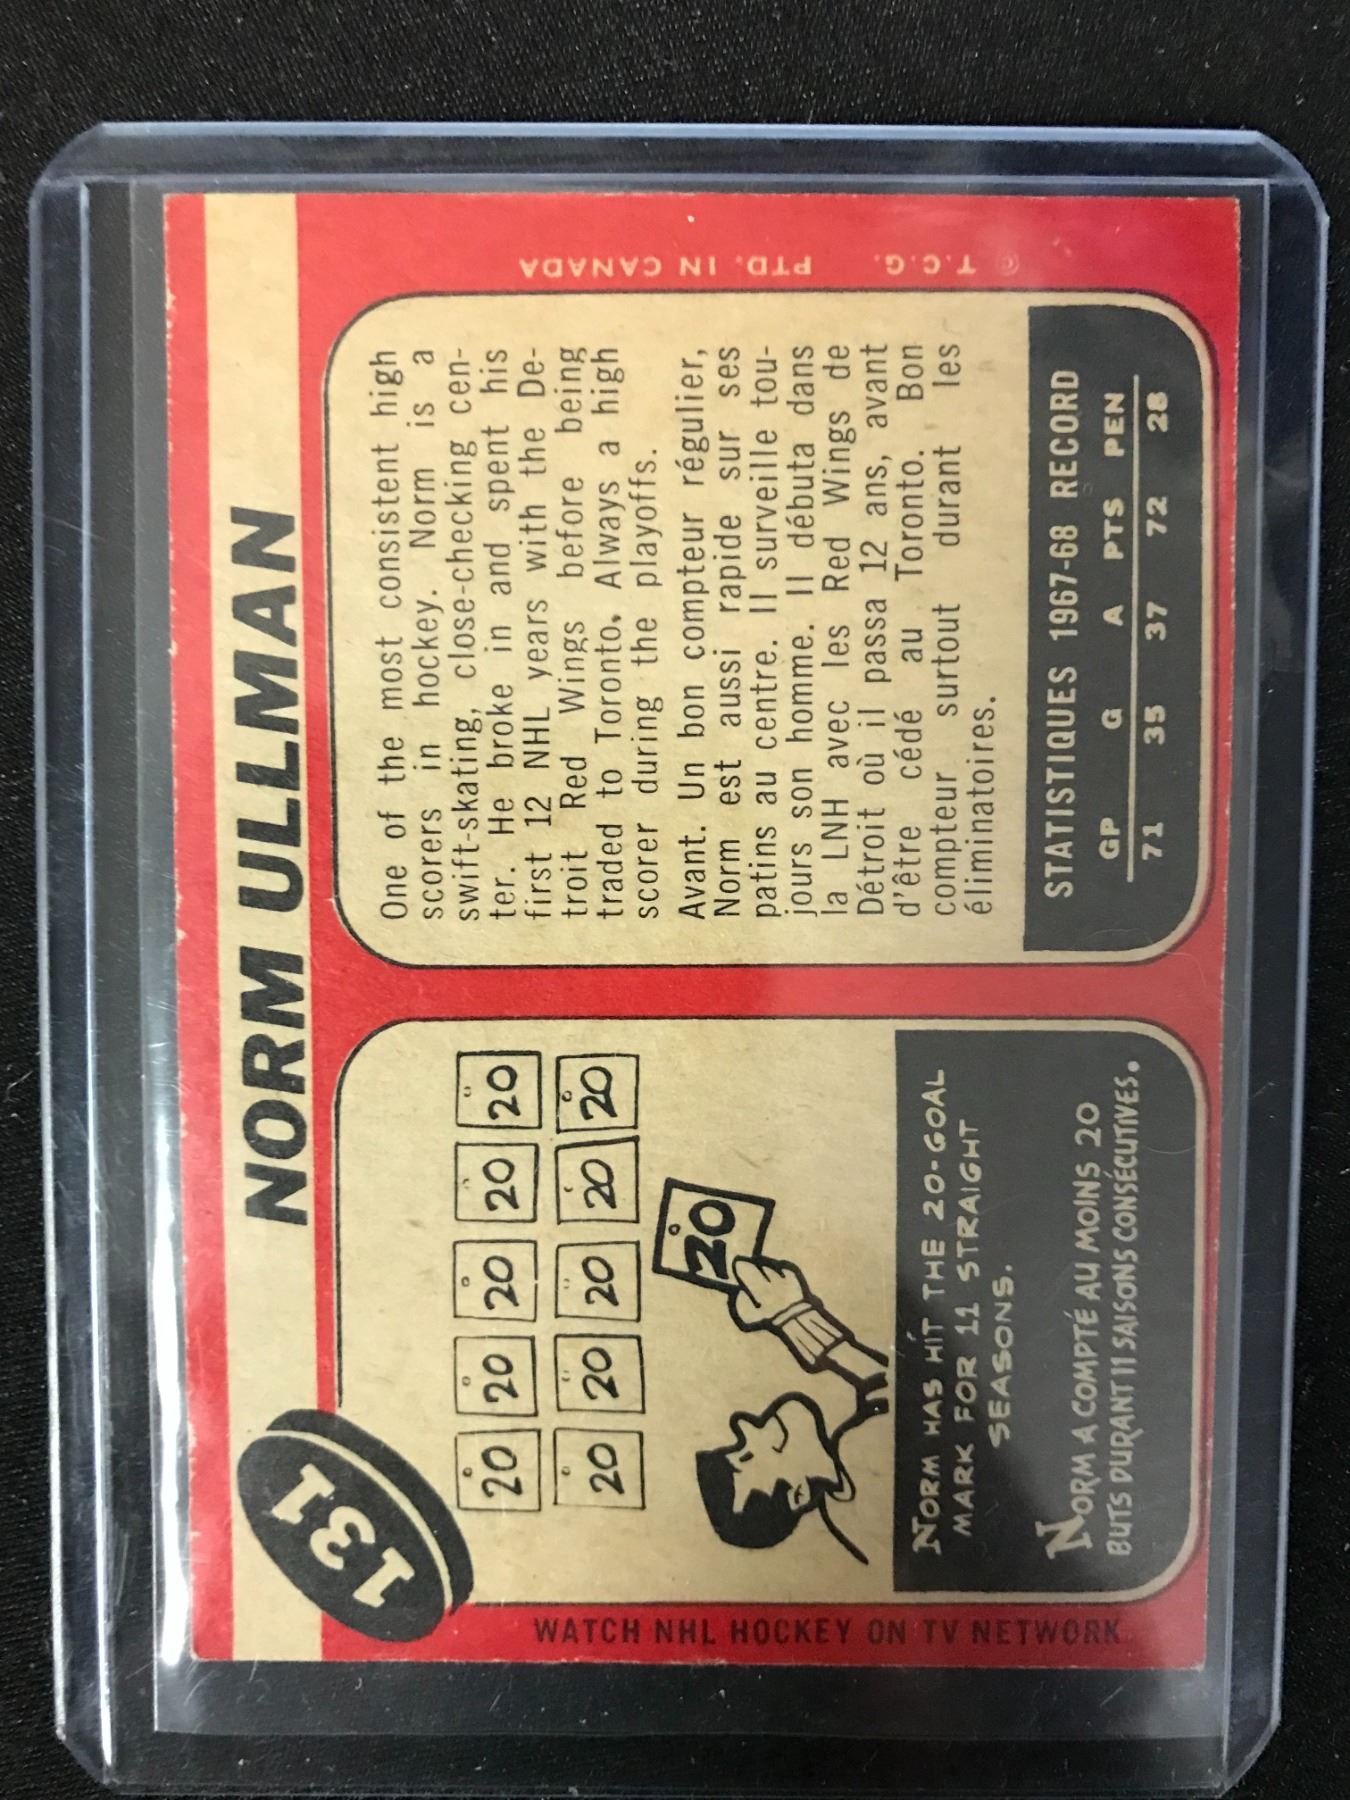 131
NORM ULLMAN
WATCH NHL HOCKEY ON TV NETWORK
20 20 20 20 20
20 20 20 20 20
20
NORM HAS HIT THE 20-GOAL
MARK FOR 11 STRAIGHT
SEASONS.
NORM A COMPTÉ AU MOINS 20
BUTS DURANT 11 SAISONS CONSÉCUTIVES.
One of the most consistent high
scorers in hockey. Norm is a
swift-skating, close-checking cen-
ter. He broke in and spent his
first 12 NHL years with the De-
troit Red Wings before being
traded to Toronto. Always a high
scorer during the playoffs.
Avant. Un bon compteur régulier,
Norm est aussi rapide sur ses
patins au centre. Il surveille tou-
jours son homme. Il débuta dans
la LNH avec les Red Wings de
Détroit où il passa 12 ans, avant
d'être cédé au Toronto. Bon
compteur surtout durant les
éliminatoires.
STATISTIQUES 1967-68 RECORD
GP G A PTS PEN
71 35 37 72 28
© T.C.G. PTD. IN CANADA